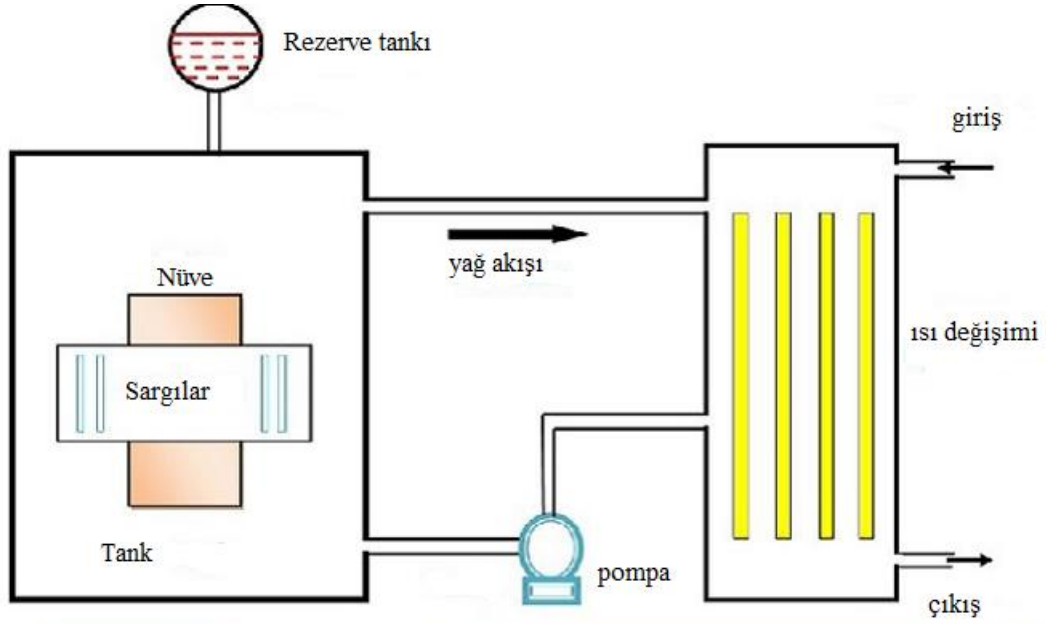 Rezerve tankı
giriş
yağ akışı
Nüve
ısı değişimi
Sargılar
Tank
pompa
çıkış